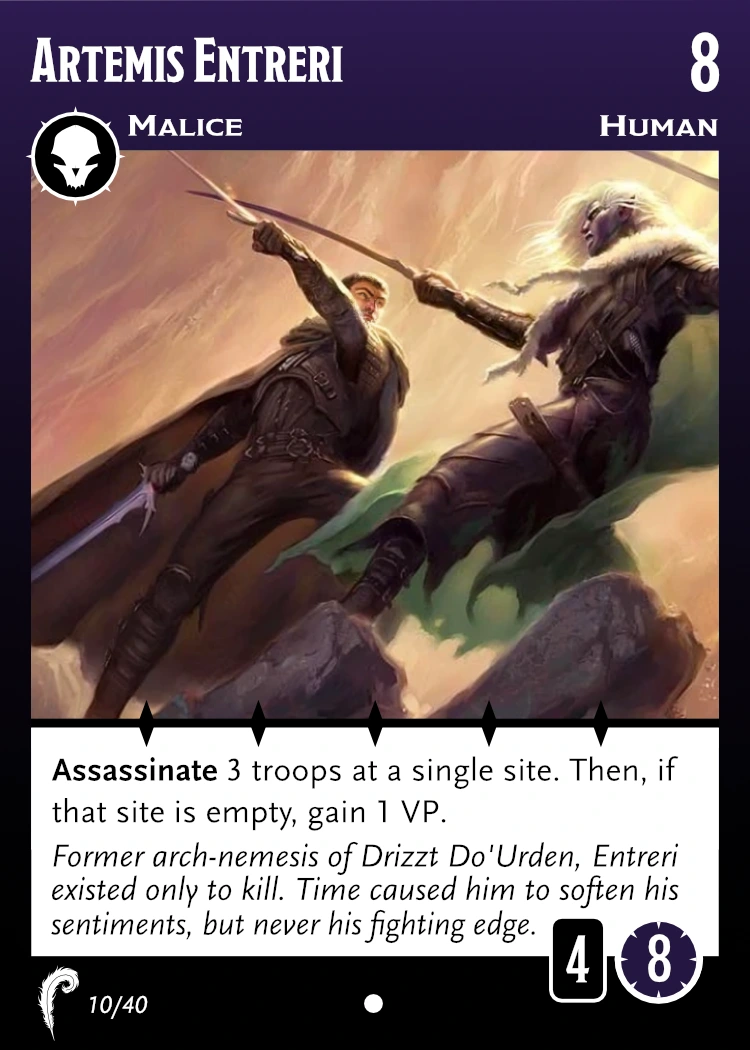 Artemis Entreri 8
Malice Human
Assassinate 3 troops at a single site. Then, if
that site is empty, gain 1 VP.
Former arch-nemesis of Drizzt Do'Urden, Entreri
existed only to kill. Time caused him to soften his
sentiments, but never his fighting edge.
4 8
10/40